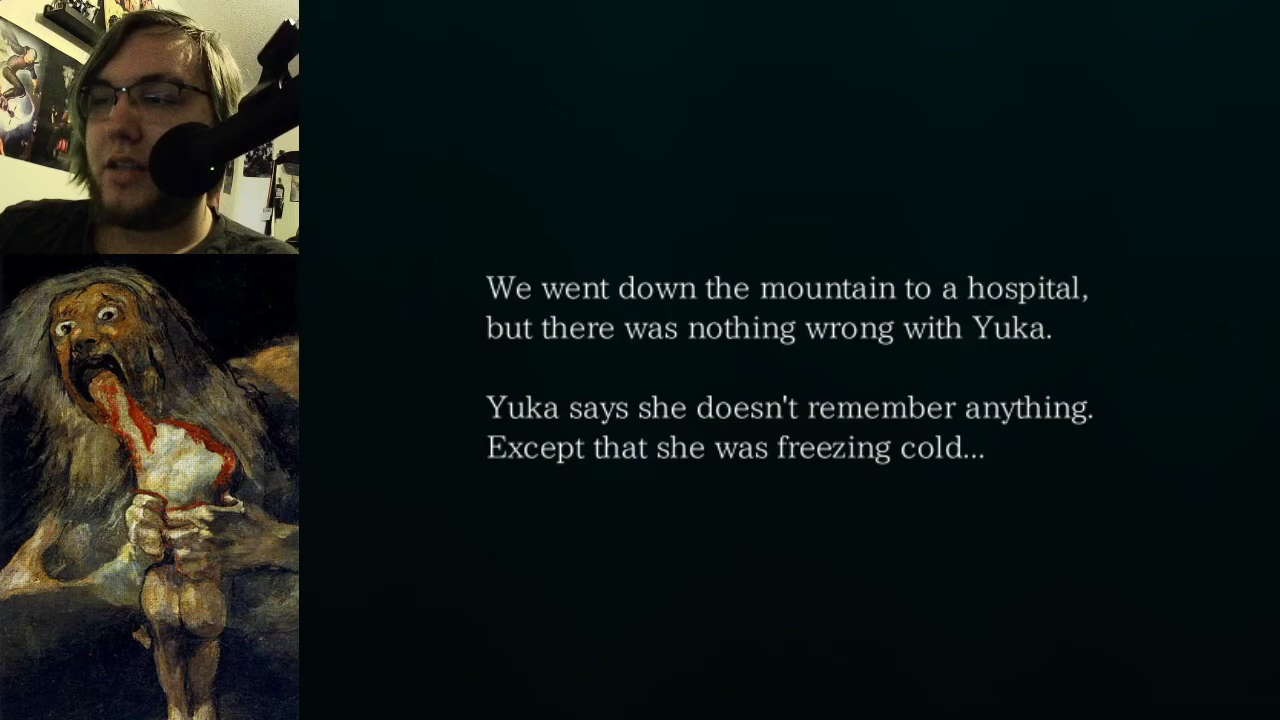 We went down the mountain to a hospital,
but there was nothing wrong with Yuka.
Yuka says she doesn't remember anything.
Except that she was freezing cold...